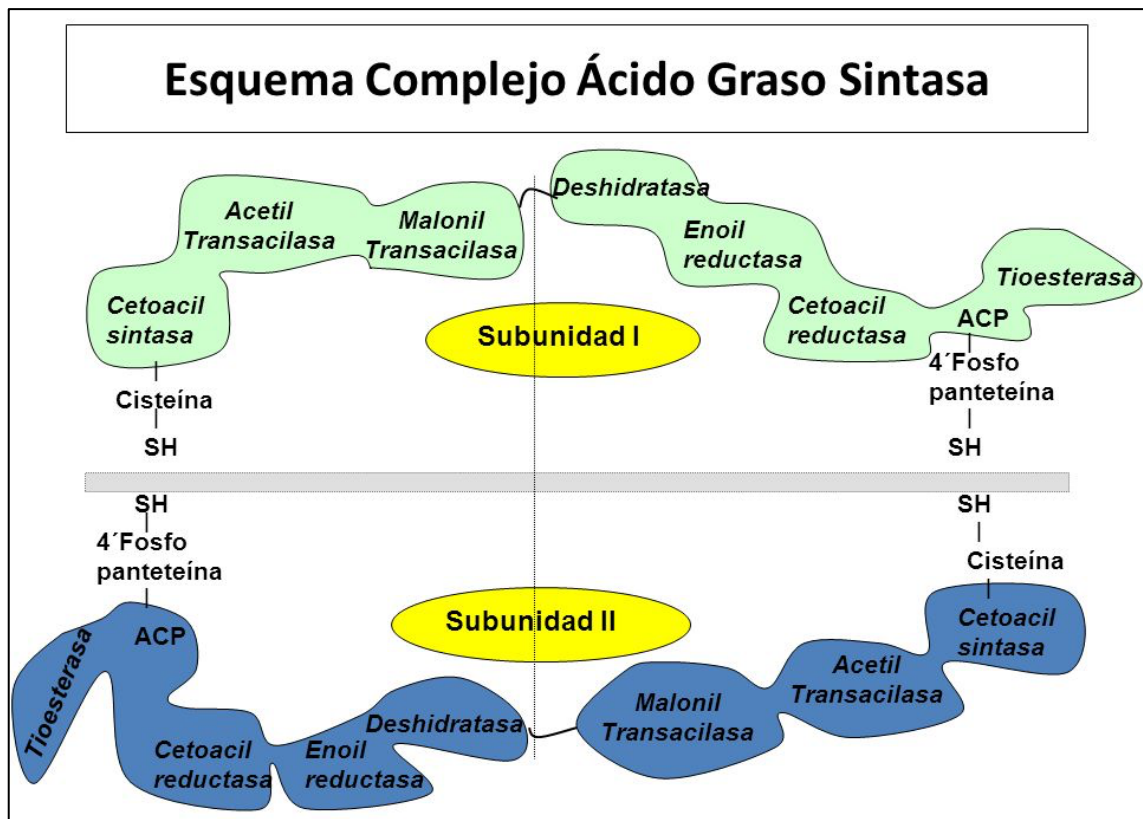 Esquema Complejo Ácido Graso Sintasa
Deshidratasa
Acetil
Transacilasa
Malonil
Transacilasa
Enoil
reductasa
Tioesterasa
Cetoacil
sintasa
Cetoacil
reductasa
ACP
Subunidad I
4´Fosfo
panteteína
Cisteína
SH
SH
SH
SH
4´Fosfo
panteteína
Cisteína
Subunidad II
Cetoacil
sintasa
ACP
Tioesterasa
Acetil
Transacilasa
Malonil
Transacilasa
Deshidratasa
Cetoacil
reductasa
Enoil
reductasa